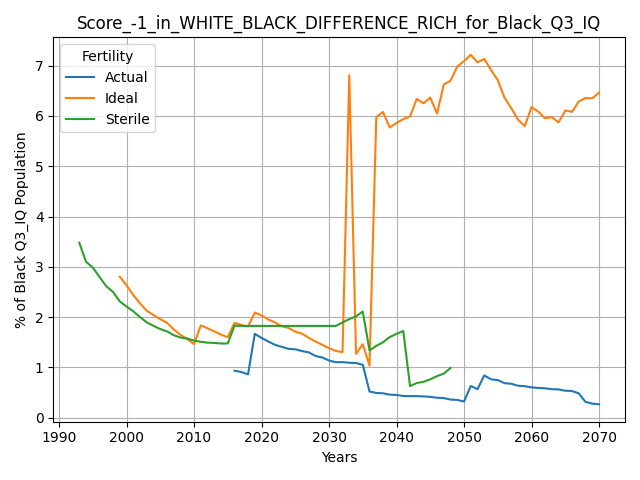 Score_-1_in_WHITE_BLACK_DIFFERENCE_RICH_for_Black_Q3_IQ
Fertility
Actual
Ideal
Sterile
% of Black Q3_IQ Population
7
6
5
4
3
2
1
0
1990 2000 2010 2020 2030 2040 2050 2060 2070
Years